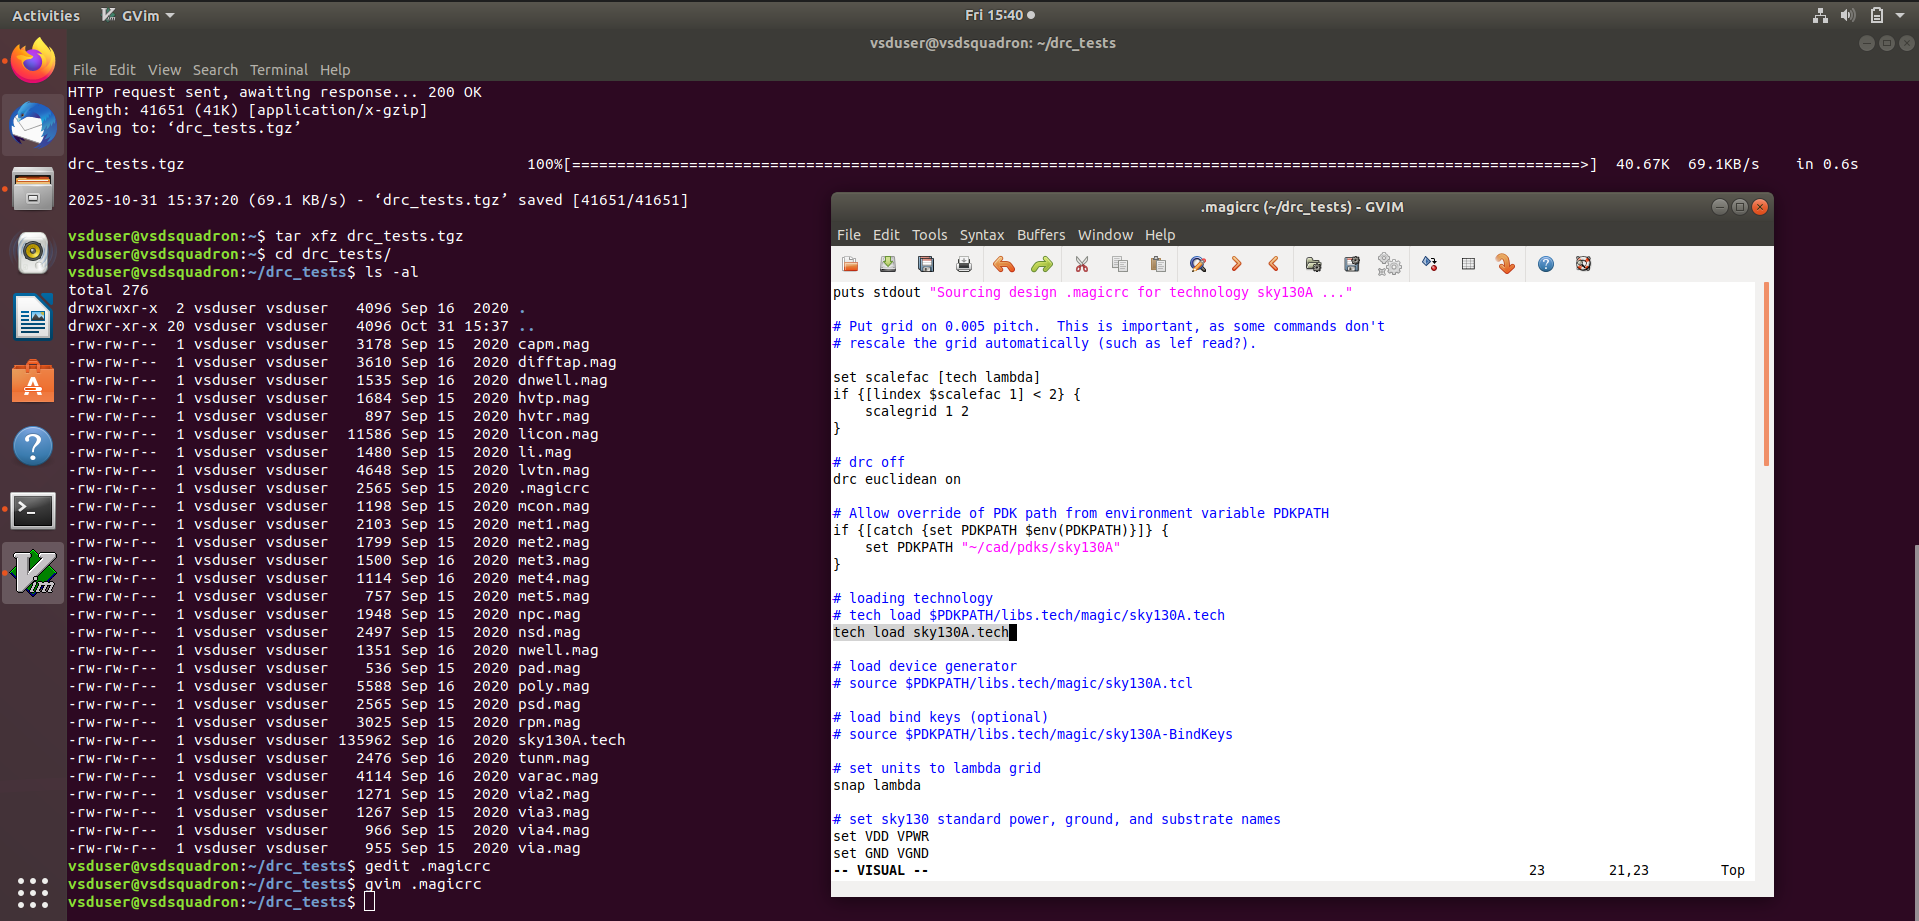 Activities GVim Fri 15:40
vsduser@vsdsquadron: ~/drc_tests
File Edit View Search Terminal Help
HTTP request sent, awaiting response... 200 OK
Length: 41651 (41K) [application/x-gzip]
Saving to: ‘drc_tests.tgz’
drc_tests.tgz 100%[================================================================================================================>] 40.67K 69.1KB/s in 0.6s
2025-10-31 15:37:20 (69.1 KB/s) - ‘drc_tests.tgz’ saved [41651/41651]
vsduser@vsdsquadron:~$ tar xfz drc_tests.tgz
vsduser@vsdsquadron:~$ cd drc_tests/
vsduser@vsdsquadron:~/drc_tests$ ls -al
total 276
drwxrwxr-x 2 vsduser vsduser 4096 Sep 16 2020 .
drwxr-xr-x 20 vsduser vsduser 4096 Oct 31 15:37 ..
-rw-rw-r-- 1 vsduser vsduser 3178 Sep 15 2020 capm.mag
-rw-rw-r-- 1 vsduser vsduser 3610 Sep 16 2020 difftap.mag
-rw-rw-r-- 1 vsduser vsduser 1535 Sep 16 2020 dnwell.mag
-rw-rw-r-- 1 vsduser vsduser 1684 Sep 15 2020 hvtp.mag
-rw-rw-r-- 1 vsduser vsduser 897 Sep 15 2020 hvtr.mag
-rw-rw-r-- 1 vsduser vsduser 11586 Sep 15 2020 licon.mag
-rw-rw-r-- 1 vsduser vsduser 1480 Sep 15 2020 li.mag
-rw-rw-r-- 1 vsduser vsduser 4648 Sep 15 2020 lvtn.mag
-rw-rw-r-- 1 vsduser vsduser 2565 Sep 15 2020 .magicrc
-rw-rw-r-- 1 vsduser vsduser 1198 Sep 15 2020 mcon.mag
-rw-rw-r-- 1 vsduser vsduser 2103 Sep 15 2020 met1.mag
-rw-rw-r-- 1 vsduser vsduser 1799 Sep 15 2020 met2.mag
-rw-rw-r-- 1 vsduser vsduser 1500 Sep 16 2020 met3.mag
-rw-rw-r-- 1 vsduser vsduser 1114 Sep 16 2020 met4.mag
-rw-rw-r-- 1 vsduser vsduser 757 Sep 15 2020 met5.mag
-rw-rw-r-- 1 vsduser vsduser 1948 Sep 15 2020 npc.mag
-rw-rw-r-- 1 vsduser vsduser 2497 Sep 15 2020 nsd.mag
-rw-rw-r-- 1 vsduser vsduser 1351 Sep 16 2020 nwell.mag
-rw-rw-r-- 1 vsduser vsduser 536 Sep 15 2020 pad.mag
-rw-rw-r-- 1 vsduser vsduser 5588 Sep 16 2020 poly.mag
-rw-rw-r-- 1 vsduser vsduser 2565 Sep 15 2020 psd.mag
-rw-rw-r-- 1 vsduser vsduser 3025 Sep 15 2020 rpm.mag
-rw-rw-r-- 1 vsduser vsduser 135962 Sep 16 2020 sky130A.tech
-rw-rw-r-- 1 vsduser vsduser 2476 Sep 16 2020 tunm.mag
-rw-rw-r-- 1 vsduser vsduser 4114 Sep 16 2020 varac.mag
-rw-rw-r-- 1 vsduser vsduser 1271 Sep 15 2020 via2.mag
-rw-rw-r-- 1 vsduser vsduser 1267 Sep 15 2020 via3.mag
-rw-rw-r-- 1 vsduser vsduser 966 Sep 15 2020 via4.mag
-rw-rw-r-- 1 vsduser vsduser 955 Sep 15 2020 via.mag
vsduser@vsdsquadron:~/drc_tests$ gedit .magicrc
vsduser@vsdsquadron:~/drc_tests$ gvim .magicrc
vsduser@vsdsquadron:~/drc_tests$
.magicrc (~/drc_tests) - GVIM
File Edit Tools Syntax Buffers Window Help
puts stdout "Sourcing design .magicrc for technology sky130A ..."
# Put grid on 0.005 pitch.  This is important, as some commands don't
# rescale the grid automatically (such as lef read?).
set scalefac [tech lambda]
if {[lindex $scalefac 1] < 2} {
    scalegrid 1 2
}
# drc off
drc euclidean on
# Allow override of PDK path from environment variable PDKPATH
if {[catch {set PDKPATH $env(PDKPATH)}]} {
    set PDKPATH "~/cad/pdks/sky130A"
}
# loading technology
# tech load $PDKPATH/libs.tech/magic/sky130A.tech
tech load sky130A.tech
# load device generator
# source $PDKPATH/libs.tech/magic/sky130A.tcl
# load bind keys (optional)
# source $PDKPATH/libs.tech/magic/sky130A-BindKeys
# set units to lambda grid
snap lambda
# set sky130 standard power, ground, and substrate names
set VDD VPWR
set GND VGND
-- VISUAL -- 23 21,23 Top